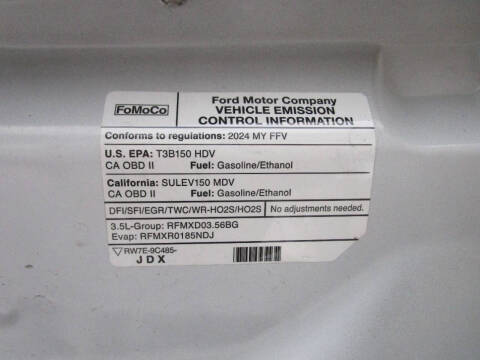 FoMoCo
Ford Motor Company
VEHICLE EMISSION
CONTROL INFORMATION
Conforms to regulations: 2024 MY FFV
U.S. EPA: T3B150 HDV
CA OBD II Fuel: Gasoline/Ethanol
California: SULEV150 MDV
CA OBD II Fuel: Gasoline/Ethanol
DFI/SFI/EGR/TWC/WR-HO2S/HO2S No adjustments needed.
3.5L-Group: RFMXD03.56BG
Evap: RFMXR0185NDJ
RW7E-9C485-
JDX